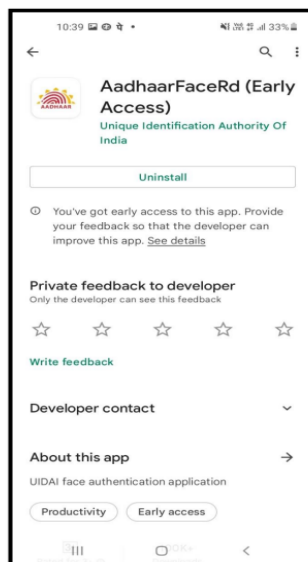 10:39
33%
AadhaarFaceRd (Early
Access)
AADHAAR
Unique Identification Authority Of
India
Uninstall
You've got early access to this app. Provide
your feedback so that the developer can
improve this app. See details
Private feedback to developer
Only the developer can see this feedback
Write feedback
Developer contact
About this app
UIDAI face authentication application
Productivity
Early access